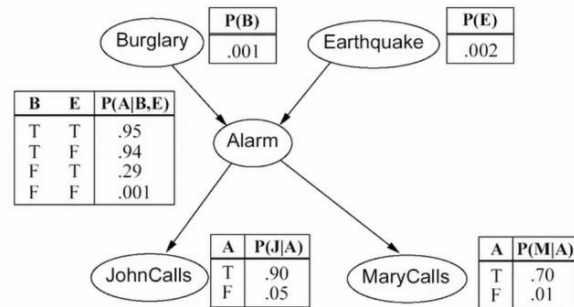 Burglary
P(B)
.001
Earthquake
P(E)
.002
B E P(A|B,E)
T T .95
T F .94
F T .29
F F .001
Alarm
JohnCalls
A P(J|A)
T .90
F .05
MaryCalls
A P(M|A)
T .70
F .01